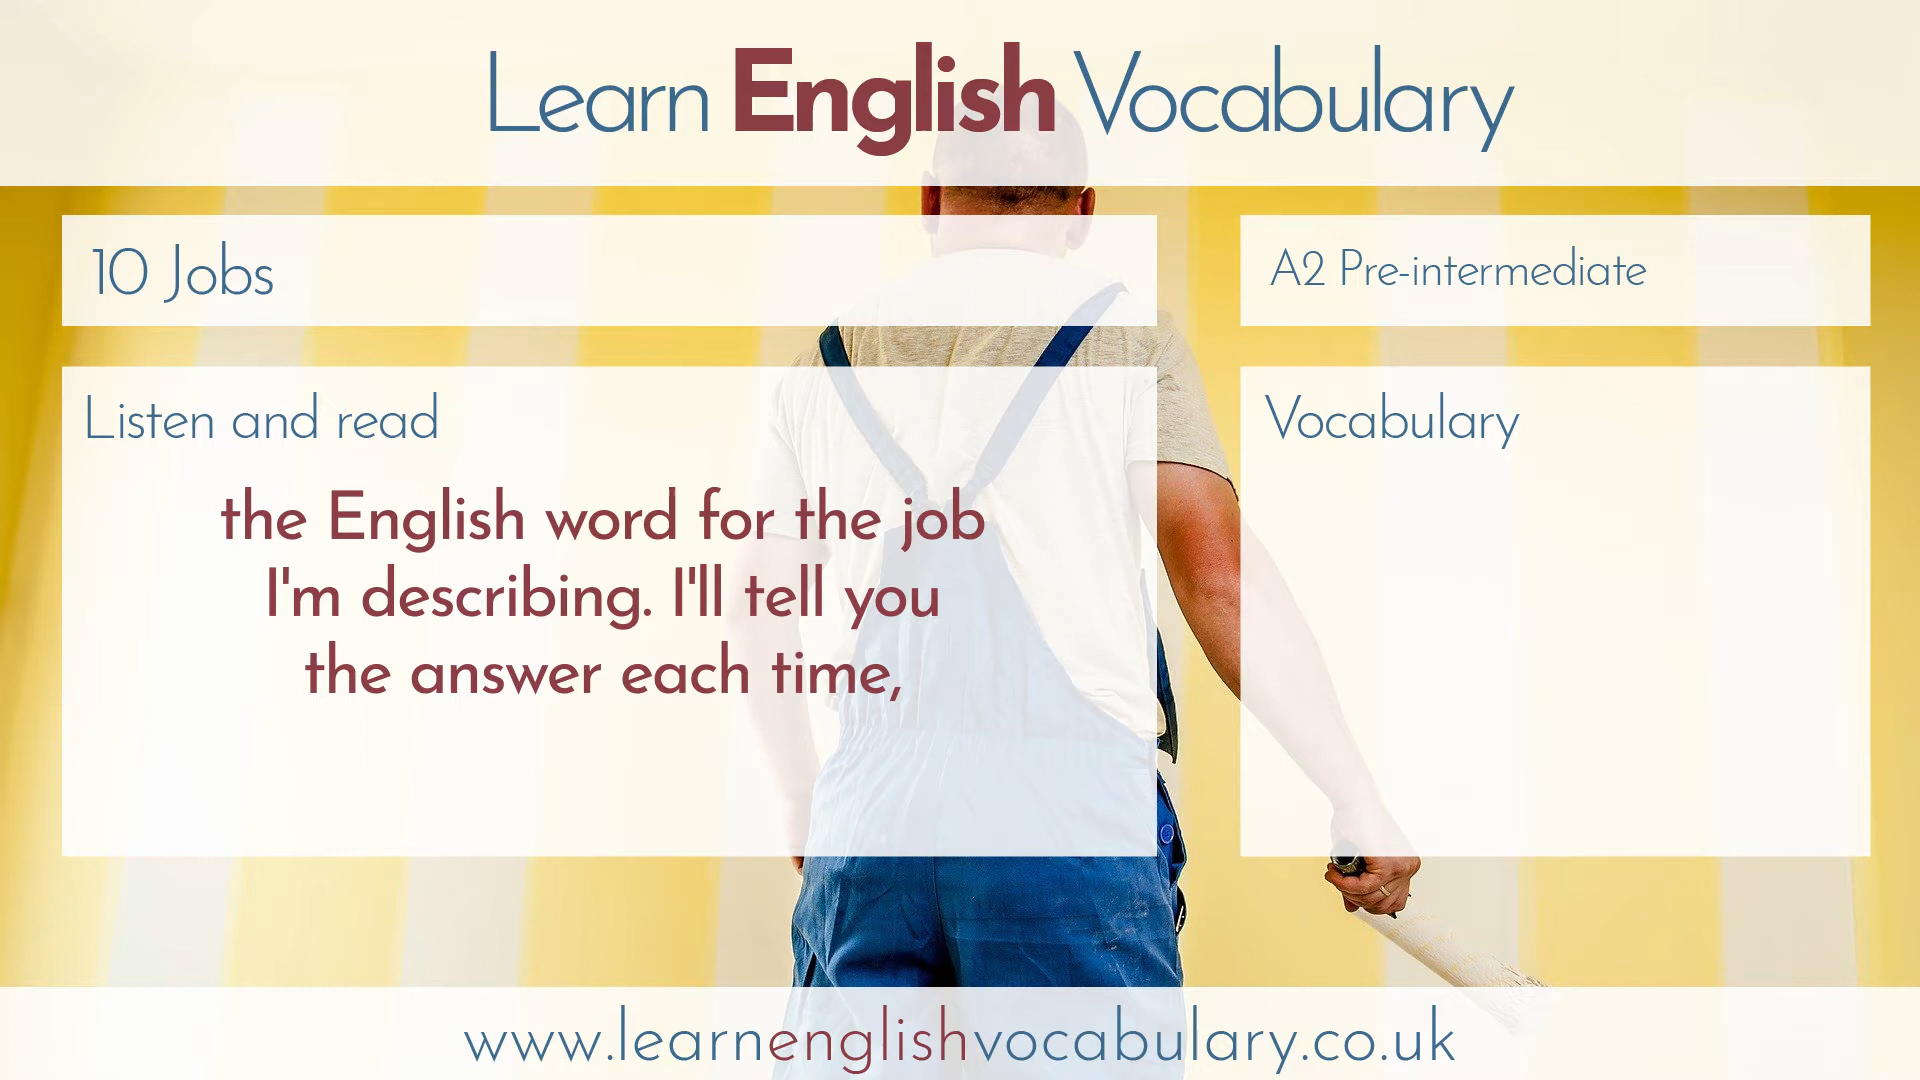 Learn English Vocabulary
10 Jobs
A2 Pre-intermediate
Listen and read
the English word for the job
I'm describing. I'll tell you
the answer each time,
Vocabulary
www.learnenglishvocabulary.co.uk